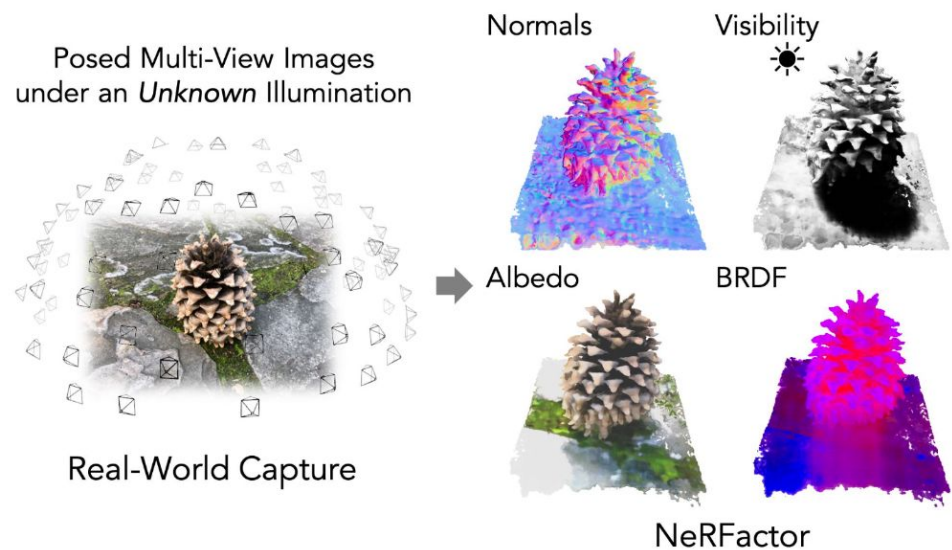 Posed Multi-View Images
under an Unknown Illumination
Real-World Capture
Normals
Visibility
Albedo
BRDF
NeRFactor